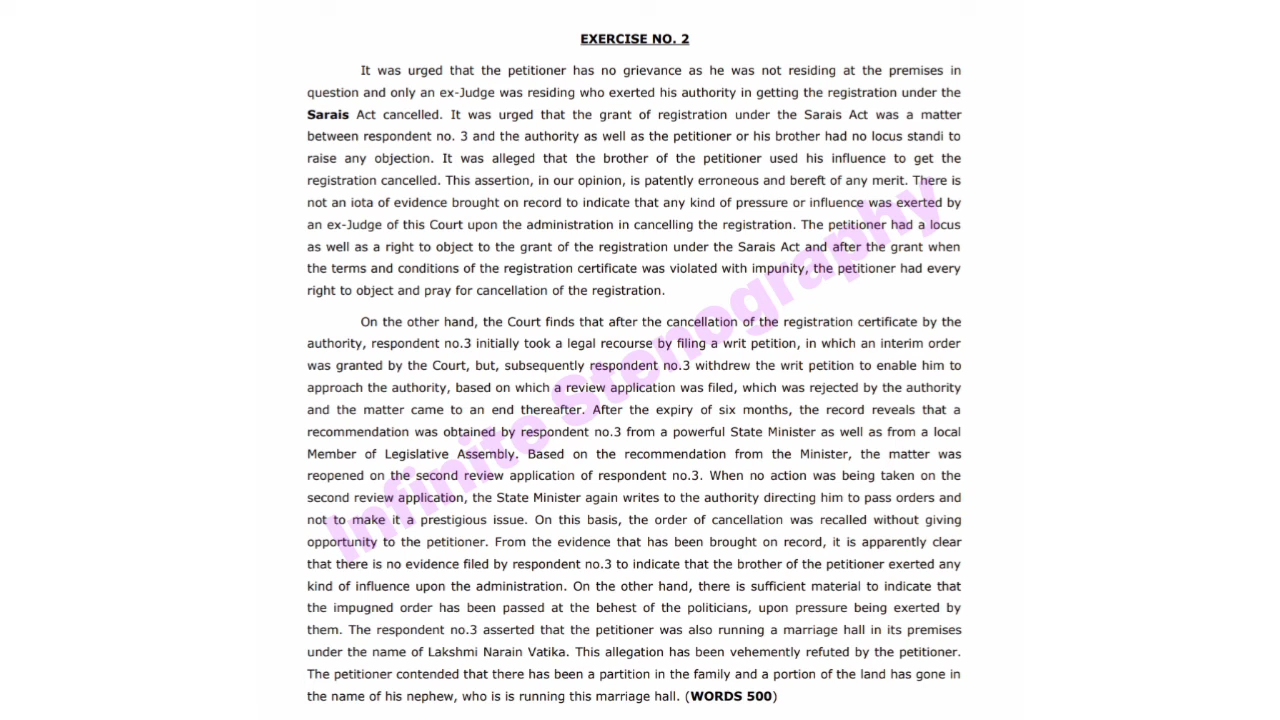 EXERCISE NO. 2
It was urged that the petitioner has no grievance as he was not residing at the premises in
question and only an ex-Judge was residing who exerted his authority in getting the registration under the
Sarais Act cancelled. It was urged that the grant of registration under the Sarais Act was a matter
between respondent no. 3 and the authority as well as the petitioner or his brother had no locus standi to
raise any objection. It was alleged that the brother of the petitioner used his influence to get the
registration cancelled. This assertion, in our opinion, is patently erroneous and bereft of any merit. There is
not an iota of evidence brought on record to indicate that any kind of pressure or influence was exerted by
an ex-Judge of this Court upon the administration in cancelling the registration. The petitioner had a locus
as well as a right to object to the grant of the registration under the Sarais Act and after the grant when
the terms and conditions of the registration certificate was violated with impunity, the petitioner had every
right to object and pray for cancellation of the registration.
On the other hand, the Court finds that after the cancellation of the registration certificate by the
authority, respondent no.3 initially took a legal recourse by filing a writ petition, in which an interim order
was granted by the Court, but, subsequently respondent no.3 withdrew the writ petition to enable him to
approach the authority, based on which a review application was filed, which was rejected by the authority
and the matter came to an end thereafter. After the expiry of six months, the record reveals that a
recommendation was obtained by respondent no.3 from a powerful State Minister as well as from a local
Member of Legislative Assembly. Based on the recommendation from the Minister, the matter was
reopened on the second review application of respondent no.3. When no action was being taken on the
second review application, the State Minister again writes to the authority directing him to pass orders and
not to make it a prestigious issue. On this basis, the order of cancellation was recalled without giving
opportunity to the petitioner. From the evidence that has been brought on record, it is apparently clear
that there is no evidence filed by respondent no.3 to indicate that the brother of the petitioner exerted any
kind of influence upon the administration. On the other hand, there is sufficient material to indicate that
the impugned order has been passed at the behest of the politicians, upon pressure being exerted by
them. The respondent no.3 asserted that the petitioner was also running a marriage hall in its premises
under the name of Lakshmi Narain Vatika. This allegation has been vehemently refuted by the petitioner.
The petitioner contended that there has been a partition in the family and a portion of the land has gone in
the name of his nephew, who is is running this marriage hall. (WORDS 500)
Infinite Stenography